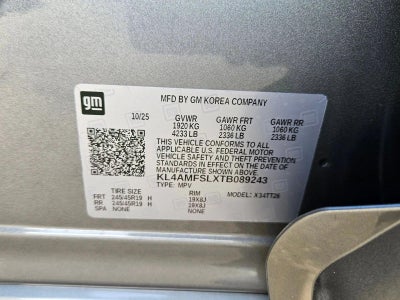 gm
MFD BY GM KOREA COMPANY
10/25 GVWR GAWR FRT GAWR RR
1920 KG 1060 KG 1060 KG
4233 LB 2336 LB 2336 LB
THIS VEHICLE CONFORMS TO ALL
APPLICABLE U.S. FEDERAL MOTOR
VEHICLE SAFETY AND THEFT PREVENTION
STANDARDS IN EFFECT ON THE DATE OF
MANUFACTURE SHOWN ABOVE.
KL4AMFSLXTB089243
TYPE: MPV MODEL: X34TT26
TIRE SIZE RIM
FRT 245/45R19 H 19X8J
RR 245/45R19 H 19X8J
SPA NONE NONE